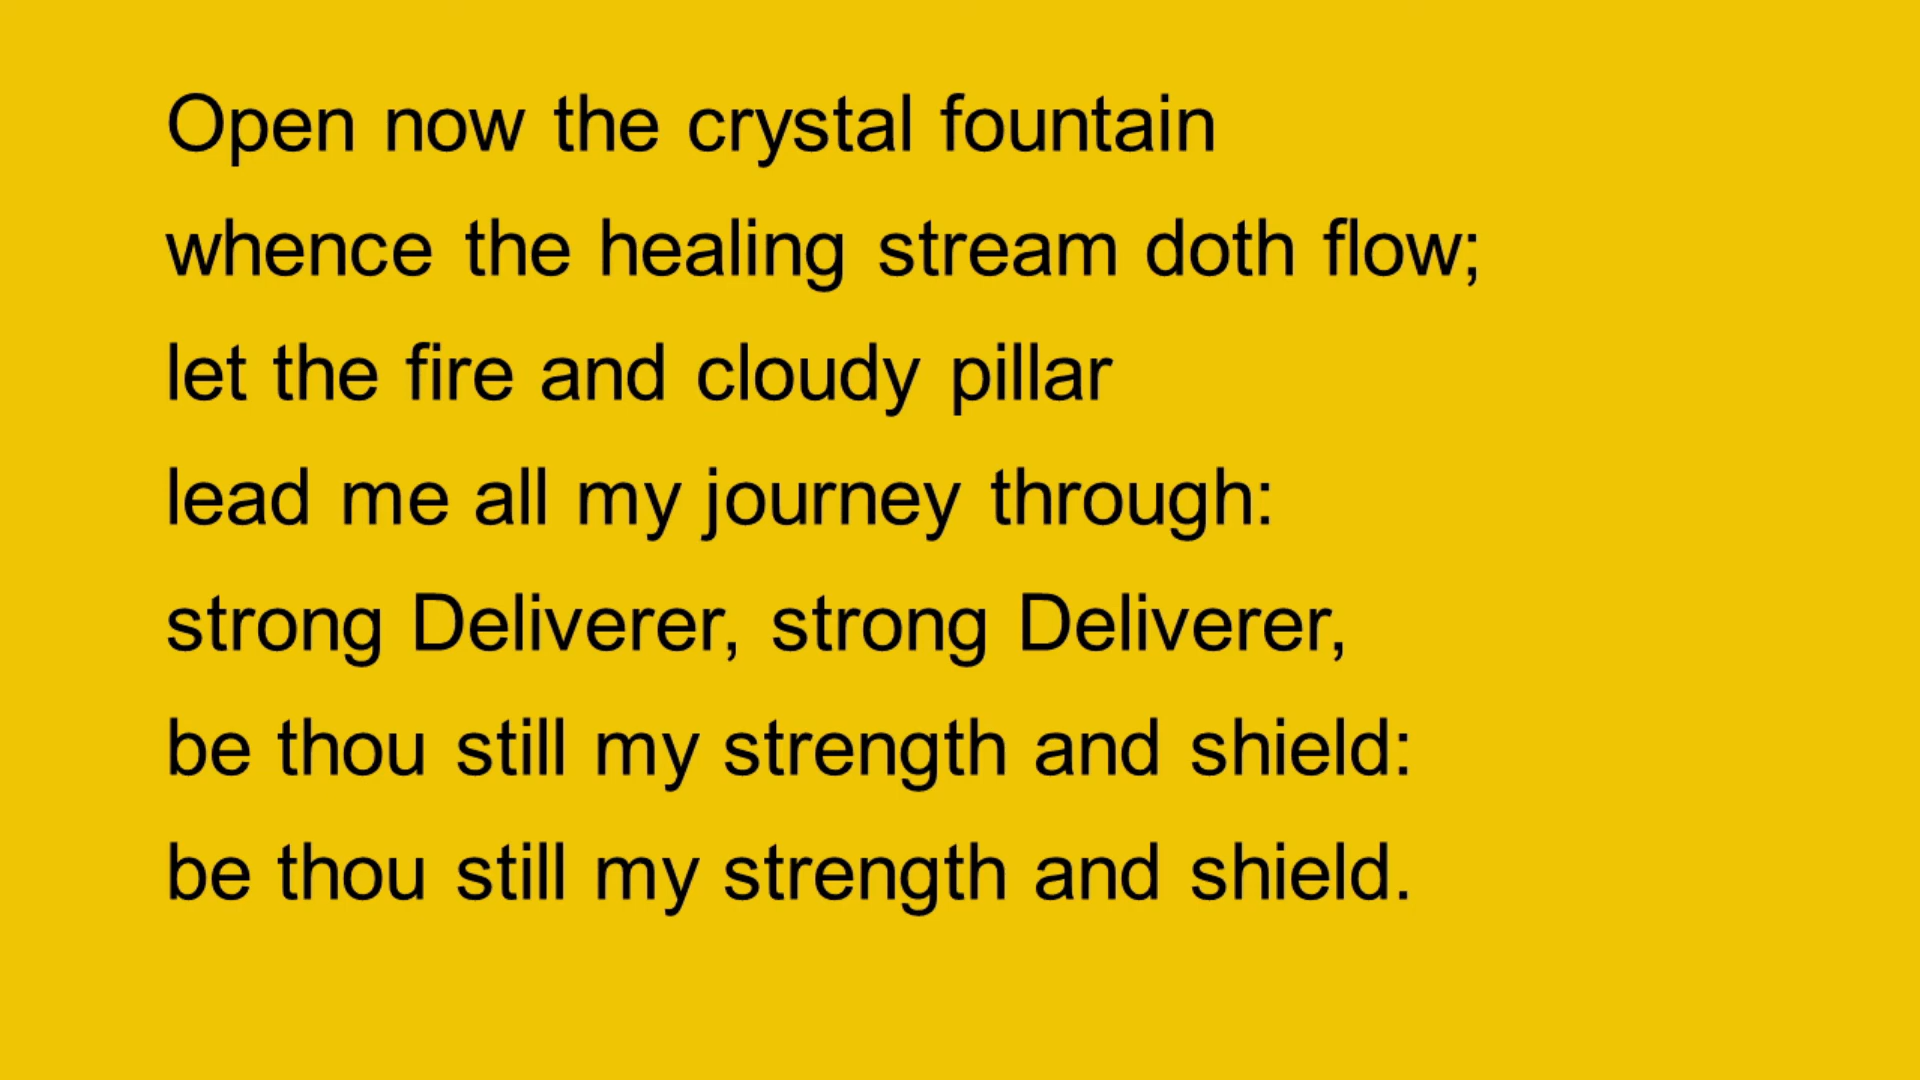 Open now the crystal fountain
whence the healing stream doth flow;
let the fire and cloudy pillar
lead me all my journey through:
strong Deliverer, strong Deliverer,
be thou still my strength and shield:
be thou still my strength and shield.